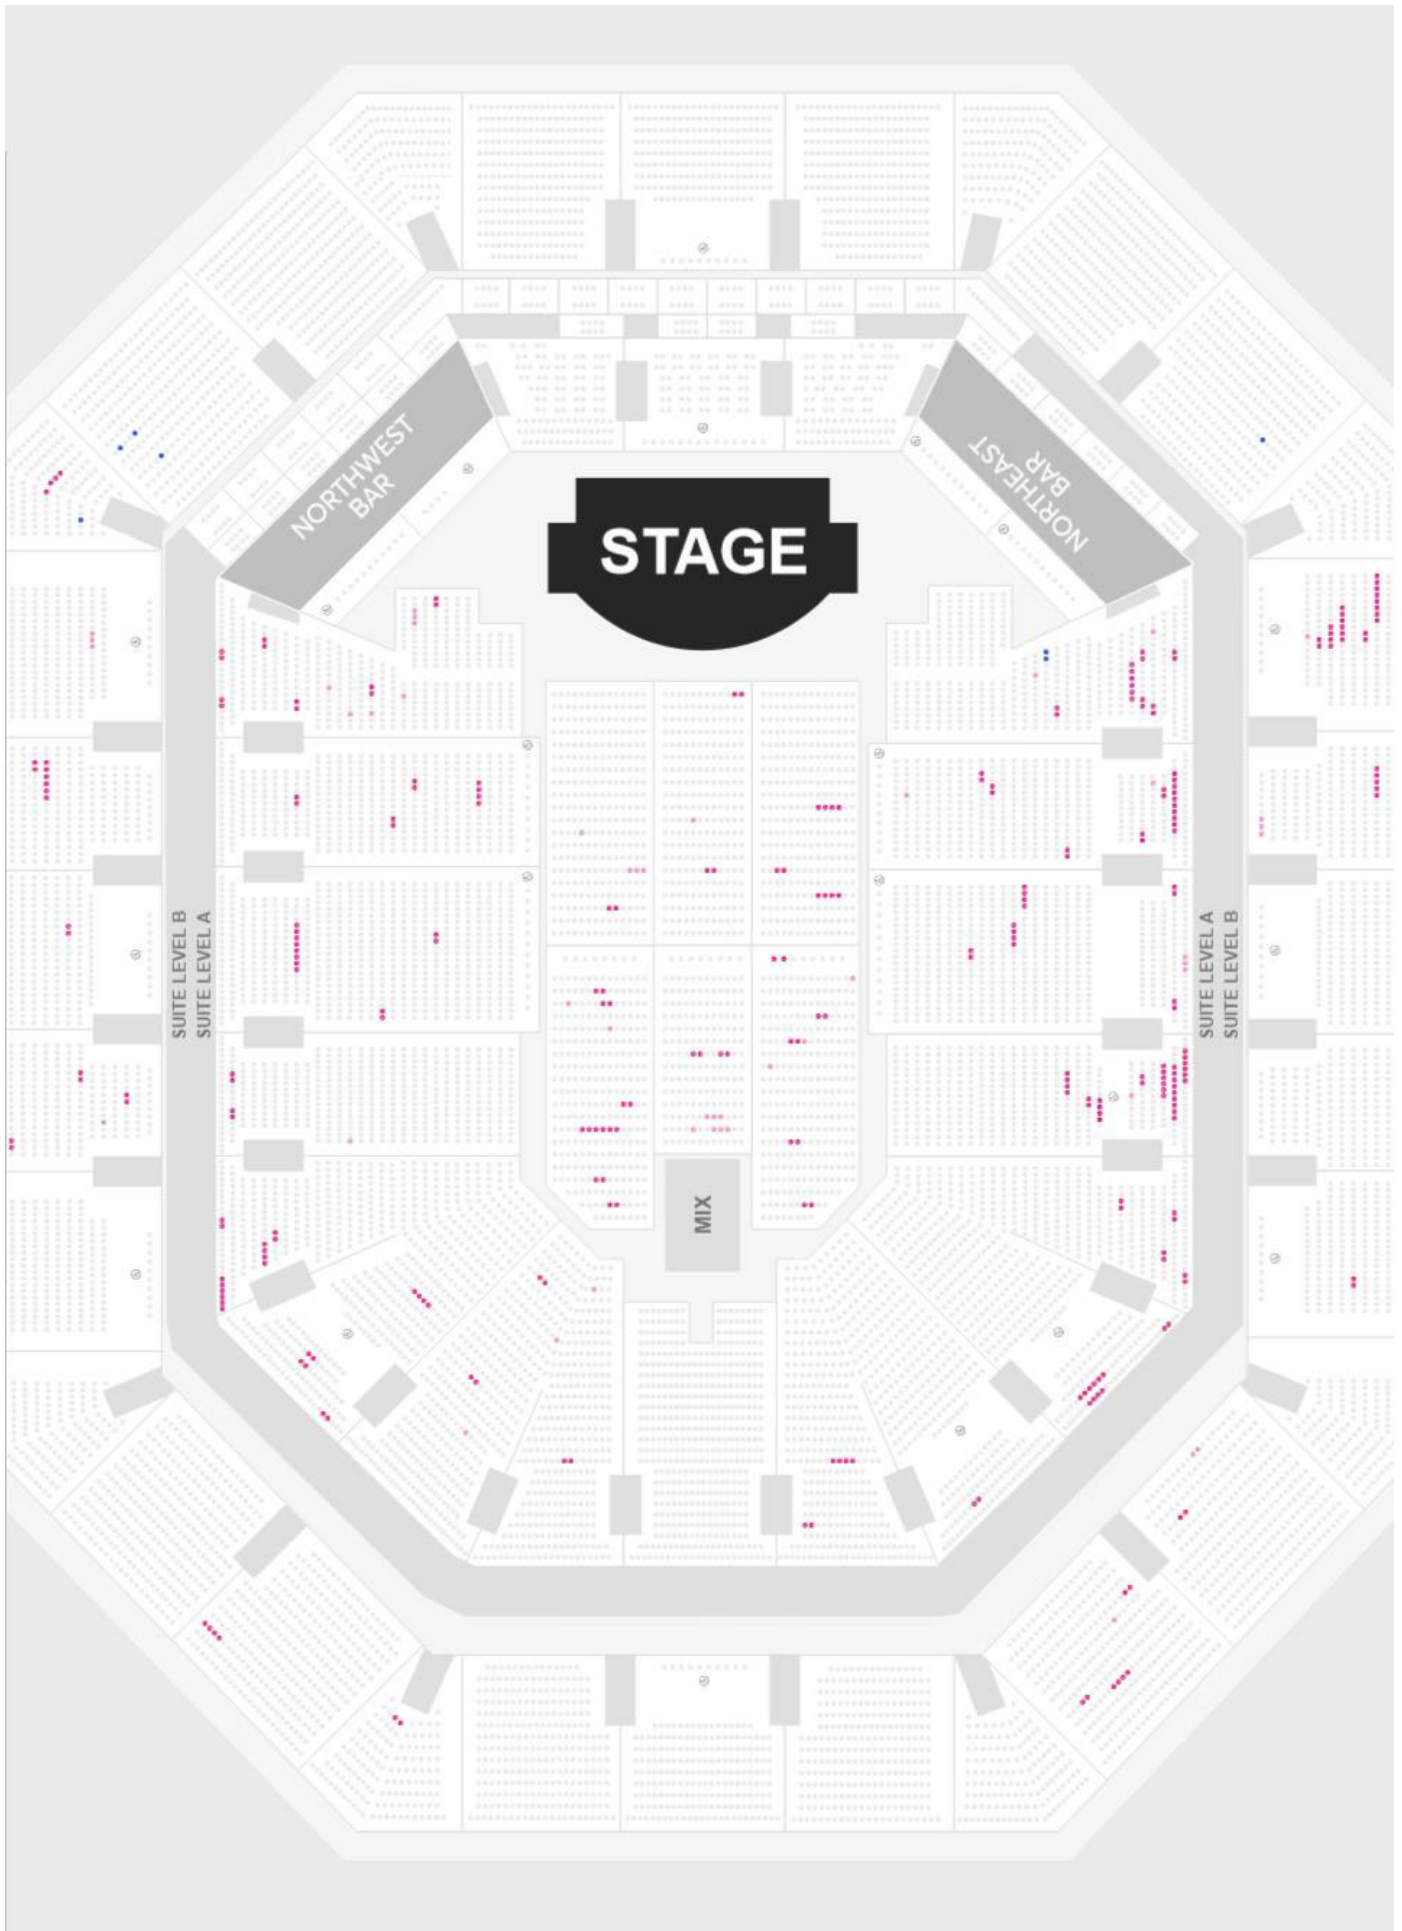 NORTHWEST
BAR
NORTHEAST
BAR
STAGE
SUITE LEVEL B
SUITE LEVEL A
SUITE LEVEL A
SUITE LEVEL B
MIX